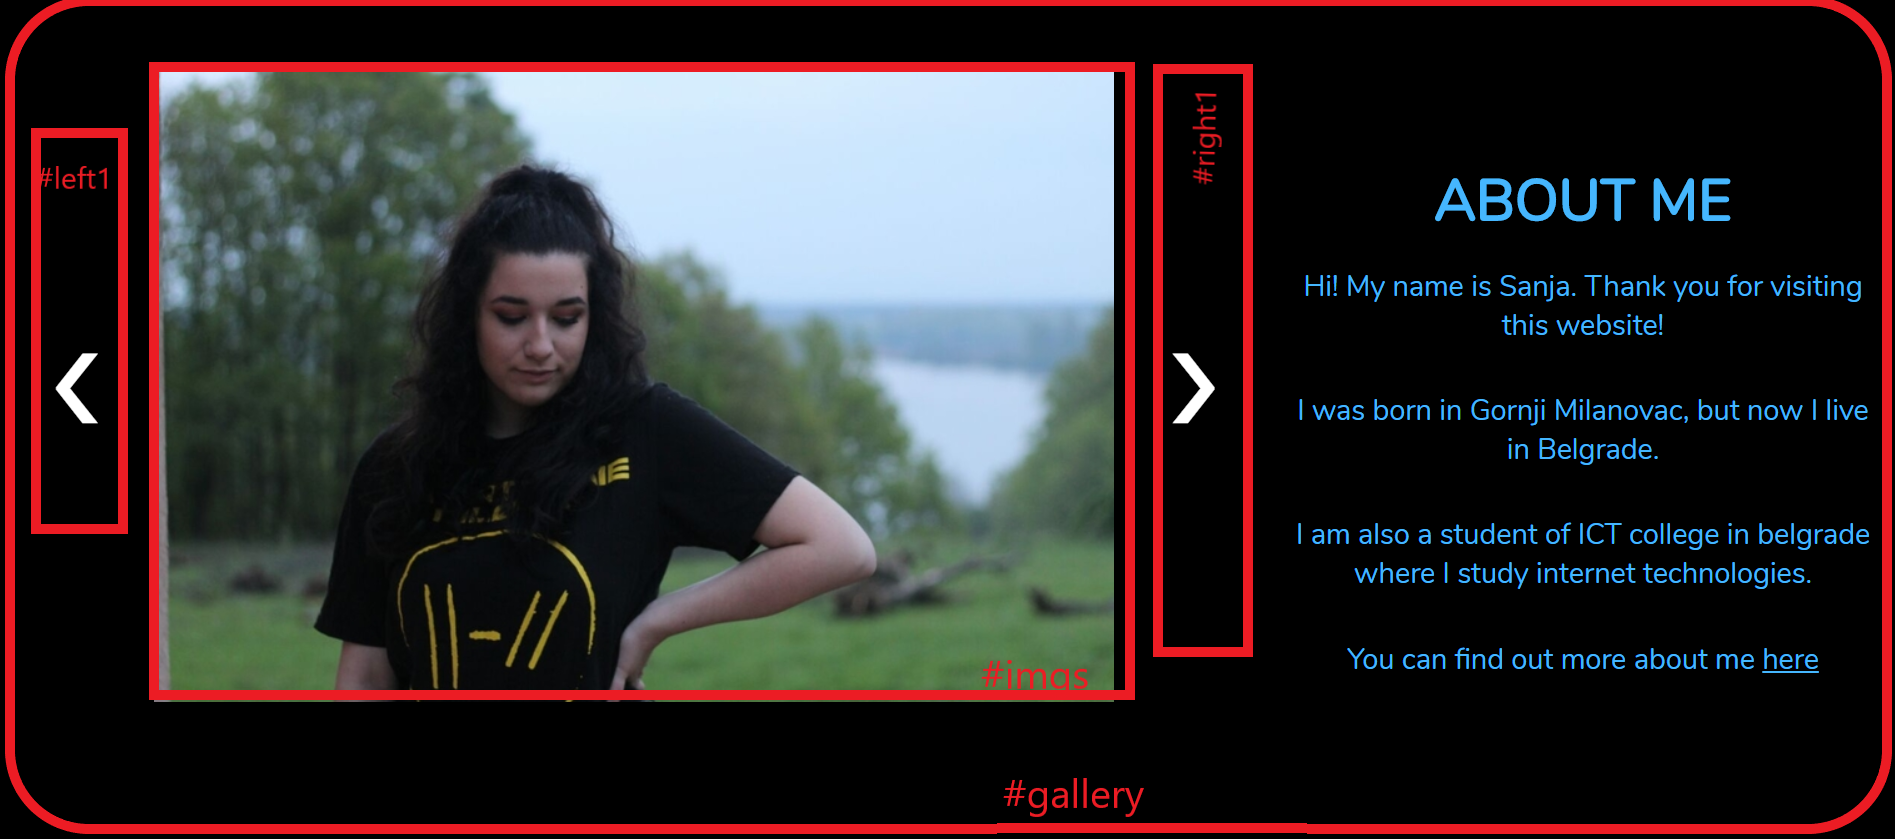 #left1
#right1
#imgs
ABOUT ME
Hi! My name is Sanja. Thank you for visiting
this website!
I was born in Gornji Milanovac, but now I live
in Belgrade.
I am also a student of ICT college in belgrade
where I study internet technologies.
You can find out more about me here
#gallery